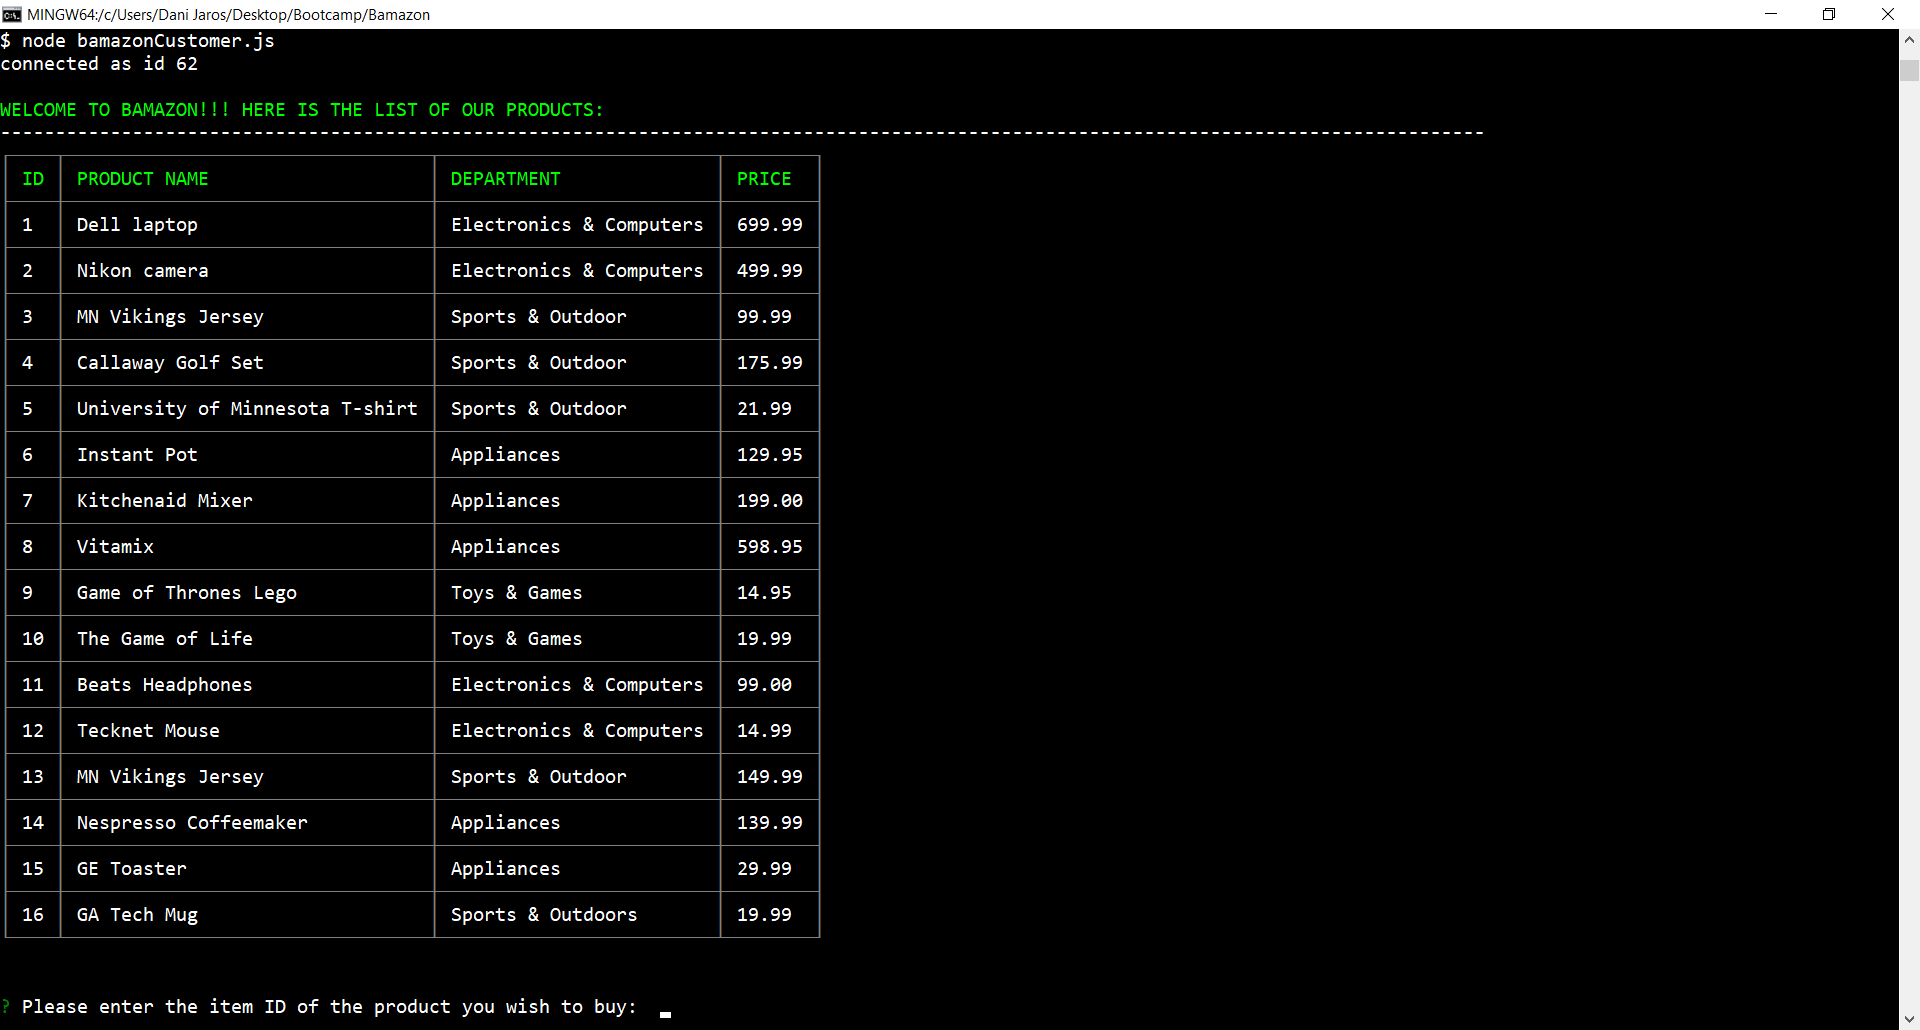 MINGW64:/c/Users/Dani Jaros/Desktop/Bootcamp/Bamazon
$ node bamazonCustomer.js
connected as id 62
WELCOME TO BAMAZON!!! HERE IS THE LIST OF OUR PRODUCTS:
---------------------------------------------------------------------------------------------------------------------------------------
ID PRODUCT NAME DEPARTMENT PRICE
1 Dell laptop Electronics & Computers 699.99
2 Nikon camera Electronics & Computers 499.99
3 MN Vikings Jersey Sports & Outdoor 99.99
4 Callaway Golf Set Sports & Outdoor 175.99
5 University of Minnesota T-shirt Sports & Outdoor 21.99
6 Instant Pot Appliances 129.95
7 Kitchenaid Mixer Appliances 199.00
8 Vitamix Appliances 598.95
9 Game of Thrones Lego Toys & Games 14.95
10 The Game of Life Toys & Games 19.99
11 Beats Headphones Electronics & Computers 99.00
12 Tecknet Mouse Electronics & Computers 14.99
13 MN Vikings Jersey Sports & Outdoor 149.99
14 Nespresso Coffeemaker Appliances 139.99
15 GE Toaster Appliances 29.99
16 GA Tech Mug Sports & Outdoors 19.99
? Please enter the item ID of the product you wish to buy: